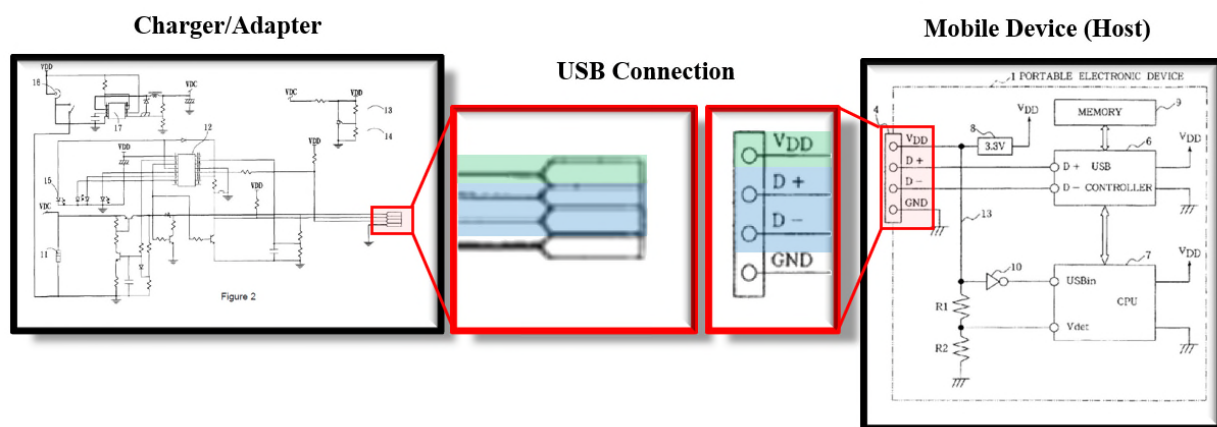 Charger/Adapter
USB Connection
Mobile Device (Host)
VDD
16
VDC
17
VDC
VDD
13
14
12
VDD
15
VDD
VDC
11
Figure 2
VDD
D +
D -
GND
1 PORTABLE ELECTRONIC DEVICE
4
VDD
8
VDD
MEMORY
9
3.3V
6
VDD
D +
D +
USB
D -
D -
CONTROLLER
GND
13
7
VDD
10
USBin
CPU
R1
Vdet
R2